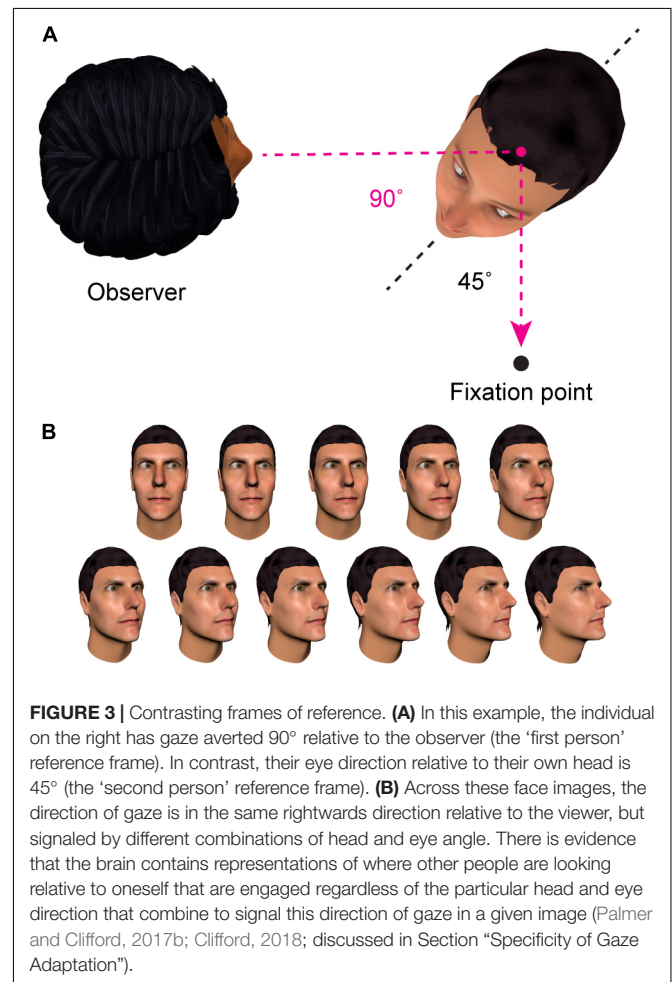 A
90°
45°
Observer
Fixation point
B
FIGURE 3 | Contrasting frames of reference. (A) In this example, the individual
on the right has gaze averted 90° relative to the observer (the ‘first person’
reference frame). In contrast, their eye direction relative to their own head is
45° (the ‘second person’ reference frame). (B) Across these face images, the
direction of gaze is in the same rightwards direction relative to the viewer, but
signaled by different combinations of head and eye angle. There is evidence
that the brain contains representations of where other people are looking
relative to oneself that are engaged regardless of the particular head and eye
direction that combine to signal this direction of gaze in a given image (Palmer
and Clifford, 2017b; Clifford, 2018; discussed in Section “Specificity of Gaze
Adaptation”).